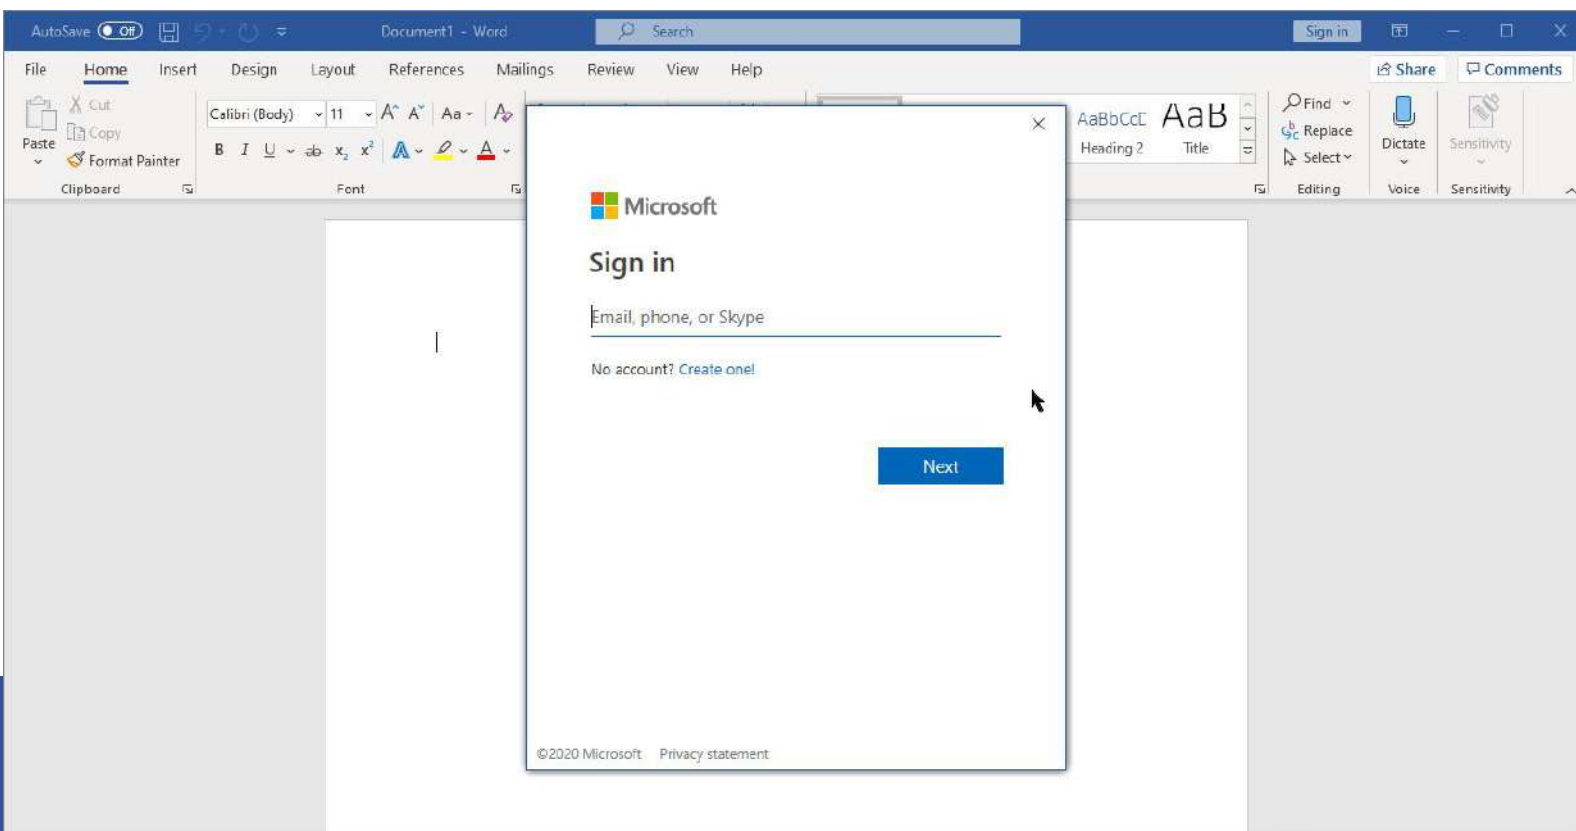 AutoSave Off Document1 - Word Search Sign in
File Home Insert Design Layout References Mailings Review View Help Share Comments
Paste
Cut
Copy
Format Painter
Clipboard
Calibri (Body) 11 A A Aa A
B I U ab x₂ x² A A
Font
AaBbCcD AaB
Heading 2 Title
Find
Replace
Select
Editing
Dictate
Voice
Sensitivity
Sensitivity
Microsoft
Sign in
Email, phone, or Skype
No account? Create one!
Next
©2020 Microsoft Privacy statement